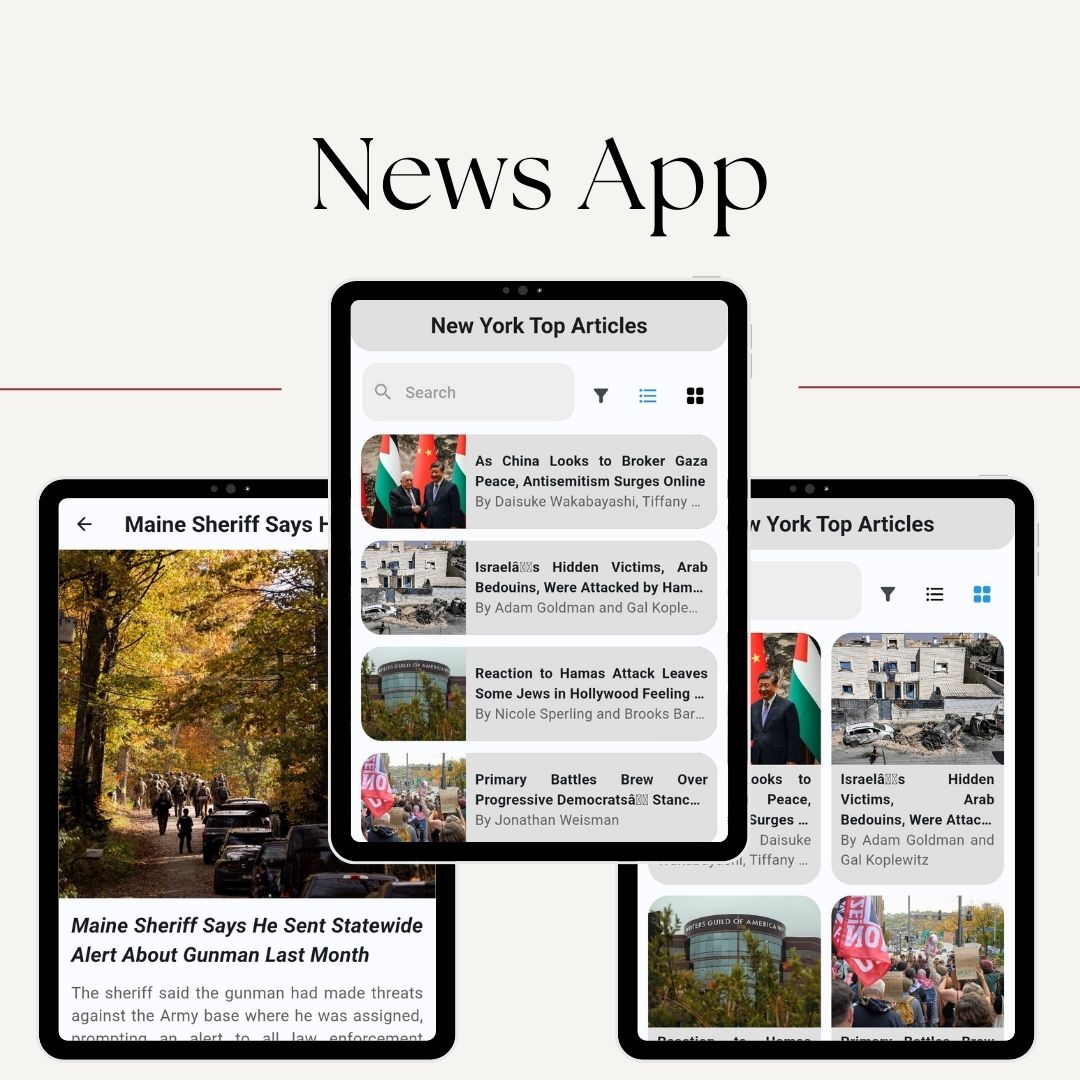 News App
New York Top Articles
Search
As China Looks to Broker Gaza
Peace, Antisemitism Surges Online
By Daisuke Wakabayashi, Tiffany ...
Israelâ▯▯s Hidden Victims, Arab
Bedouins, Were Attacked by Ham...
By Adam Goldman and Gal Kople...
Reaction to Hamas Attack Leaves
Some Jews in Hollywood Feeling ...
By Nicole Sperling and Brooks Bar...
Primary Battles Brew Over
Progressive Democratsâ▯▯ Stanc...
By Jonathan Weisman
Maine Sheriff Says H
Maine Sheriff Says He Sent Statewide
Alert About Gunman Last Month
The sheriff said the gunman had made threats
against the Army base where he was assigned,
prompting an alert to all law enforcement
w York Top Articles
ooks to
Peace,
Surges ...
Daisuke
Wakabayashi, Tiffany ...
Israelâ▯▯s Hidden
Victims, Arab
Bedouins, Were Attac...
By Adam Goldman and
Gal Koplewitz
WRITERS GUILD OF AMERICA W
Reaction to Hamas
Primary Battles Brew